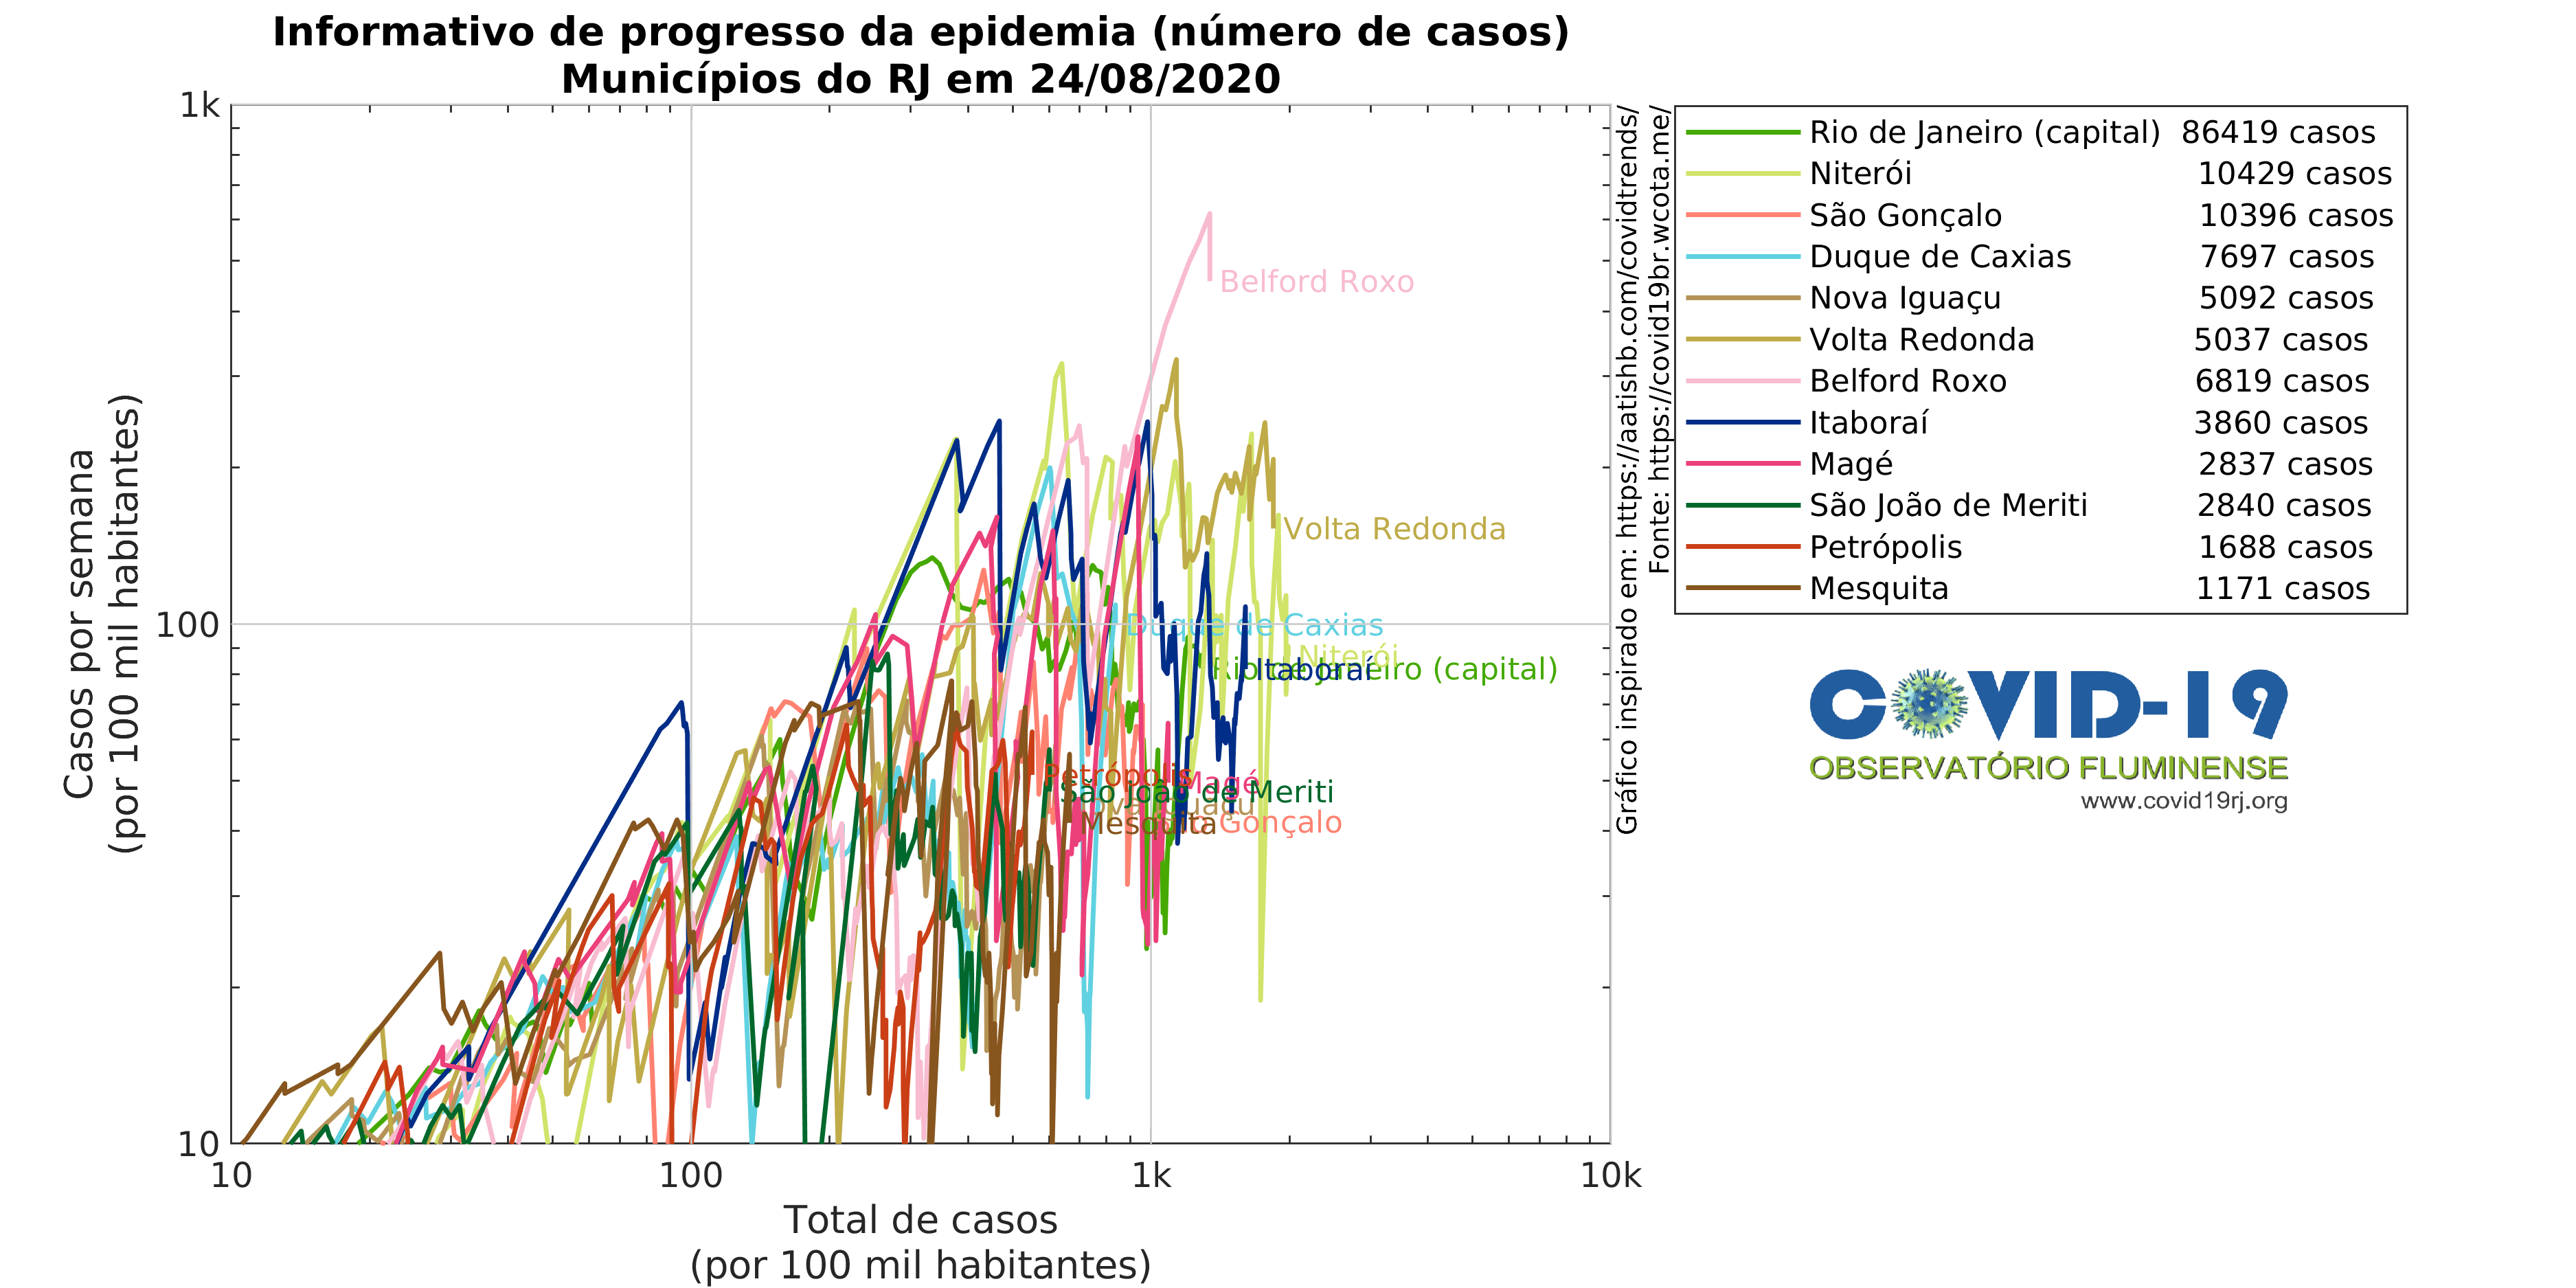 Informativo de progresso da epidemia (número de casos)
Municípios do RJ em 24/08/2020
1k
100
10
10
100
1k
10k
Casos por semana
(por 100 mil habitantes)
Total de casos
(por 100 mil habitantes)
Belford Roxo
Volta Redonda
Duque de Caxias
Niterói
Rio de Janeiro (capital)
Itaboraí
Petrópolis
Magé
São João de Meriti
Nova Iguaçu
São Gonçalo
Mesquita
Gráfico inspirado em: https://aatishb.com/covidtrends/
Fonte: https://covid19br.wcota.me/
Rio de Janeiro (capital) 86419 casos
Niterói 10429 casos
São Gonçalo 10396 casos
Duque de Caxias 7697 casos
Nova Iguaçu 5092 casos
Volta Redonda 5037 casos
Belford Roxo 6819 casos
Itaboraí 3860 casos
Magé 2837 casos
São João de Meriti 2840 casos
Petrópolis 1688 casos
Mesquita 1171 casos
COVID-19
OBSERVATÓRIO FLUMINENSE
www.covid19rj.org